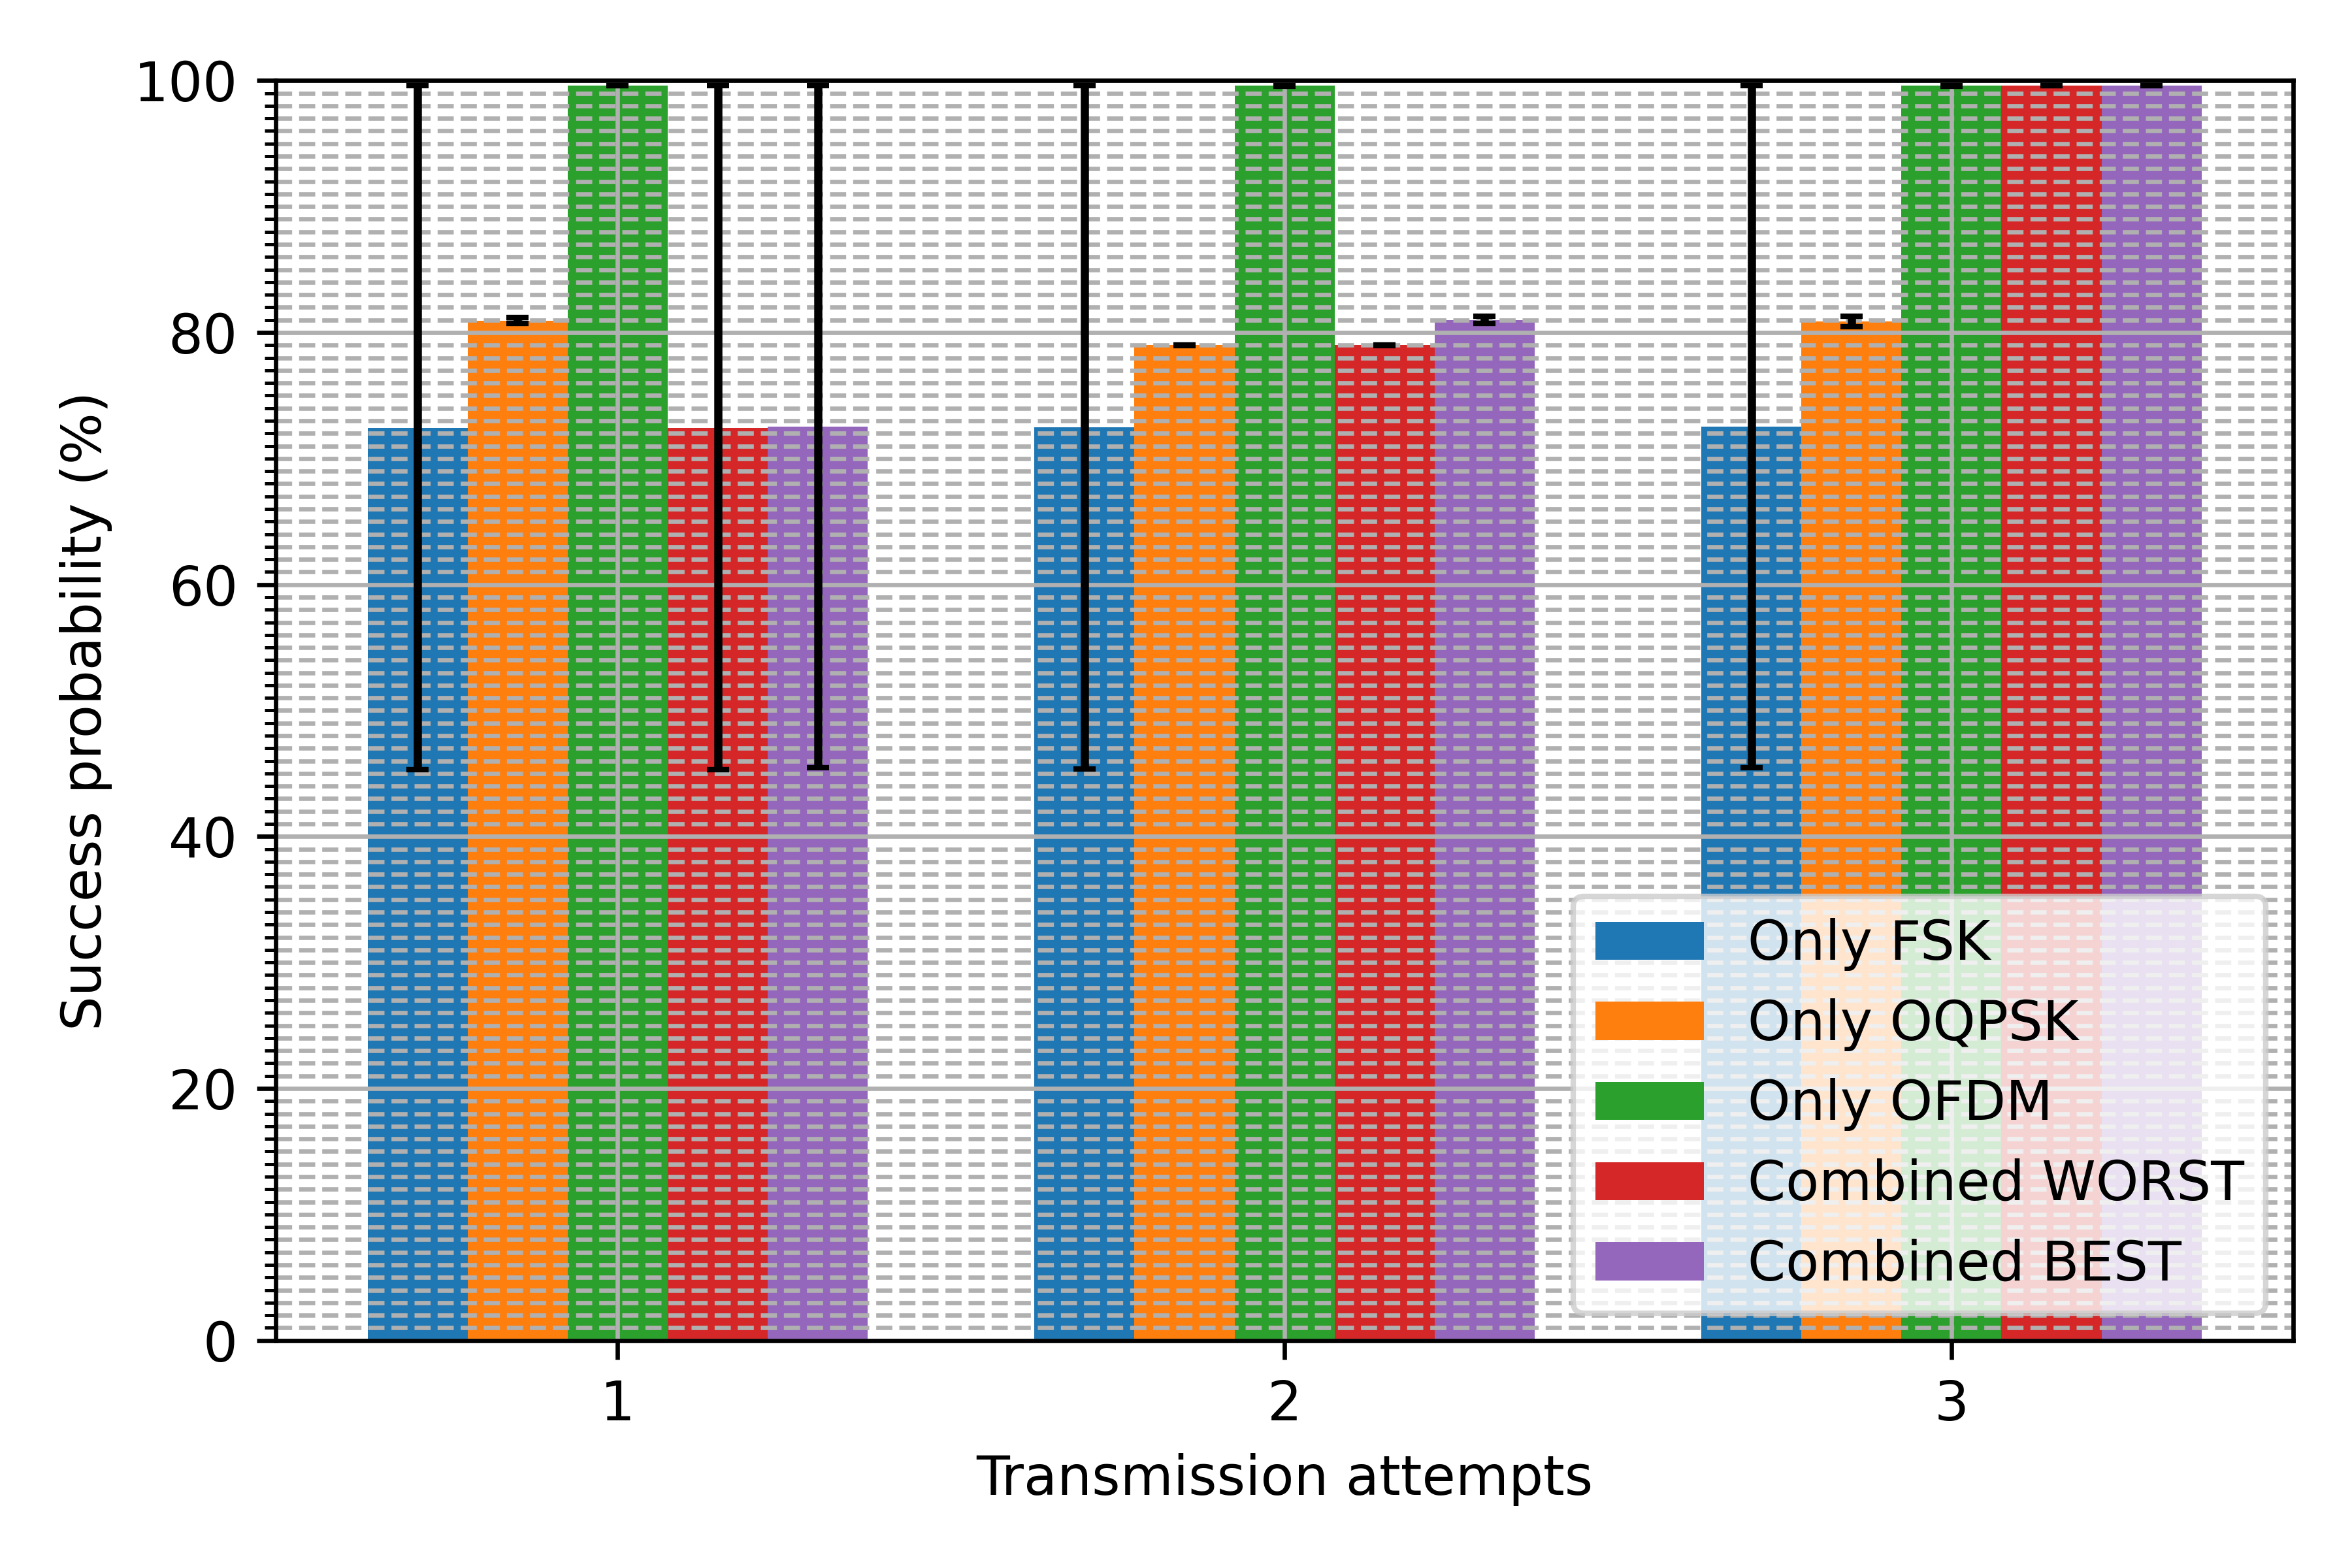 100
80
60
40
20
0
Success probability (%)
1 2 3
Transmission attempts
Only FSK
Only OQPSK
Only OFDM
Combined WORST
Combined BEST